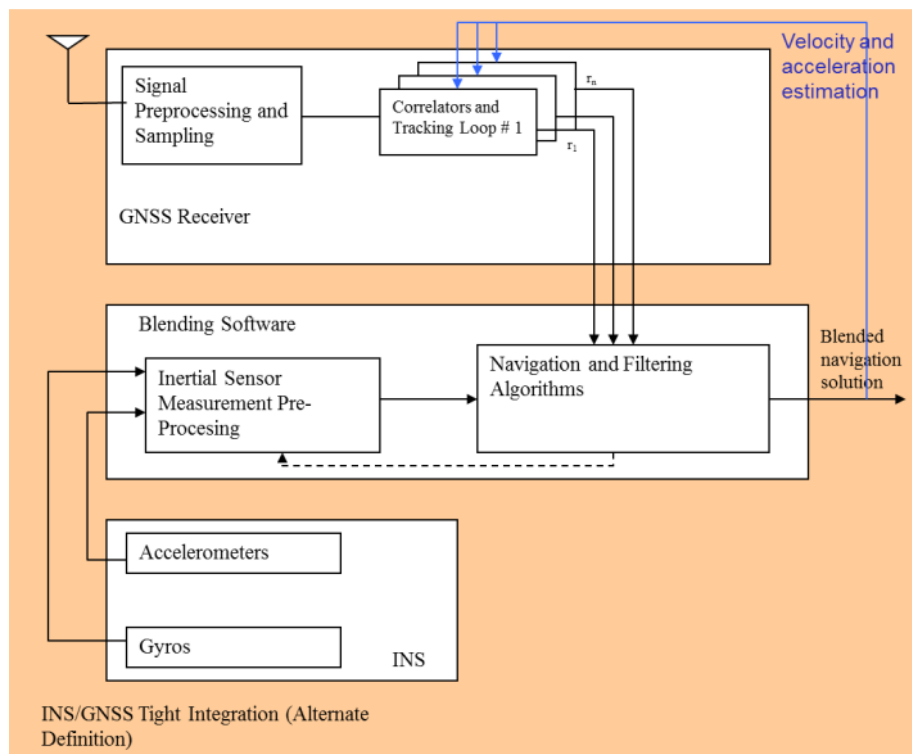 Velocity and
acceleration
estimation
Signal
Preprocessing and
Sampling
Correlators and
Tracking Loop # 1
rn
r1
GNSS Receiver
Blending Software
Inertial Sensor
Measurement Pre-
Procesing
Navigation and Filtering
Algorithms
Blended
navigation
solution
Accelerometers
Gyros
INS
INS/GNSS Tight Integration (Alternate
Definition)